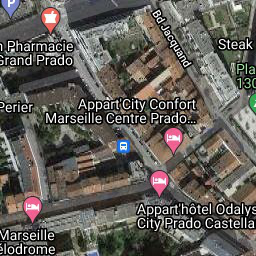 Bd Jacquand
Pharmacie
Grand Prado
Steak
Pla
130
Perier
Appart'City Confort
Marseille Centre Prado...
Appart'hôtel Odalys
City Prado Castella
Marseille
élodrome